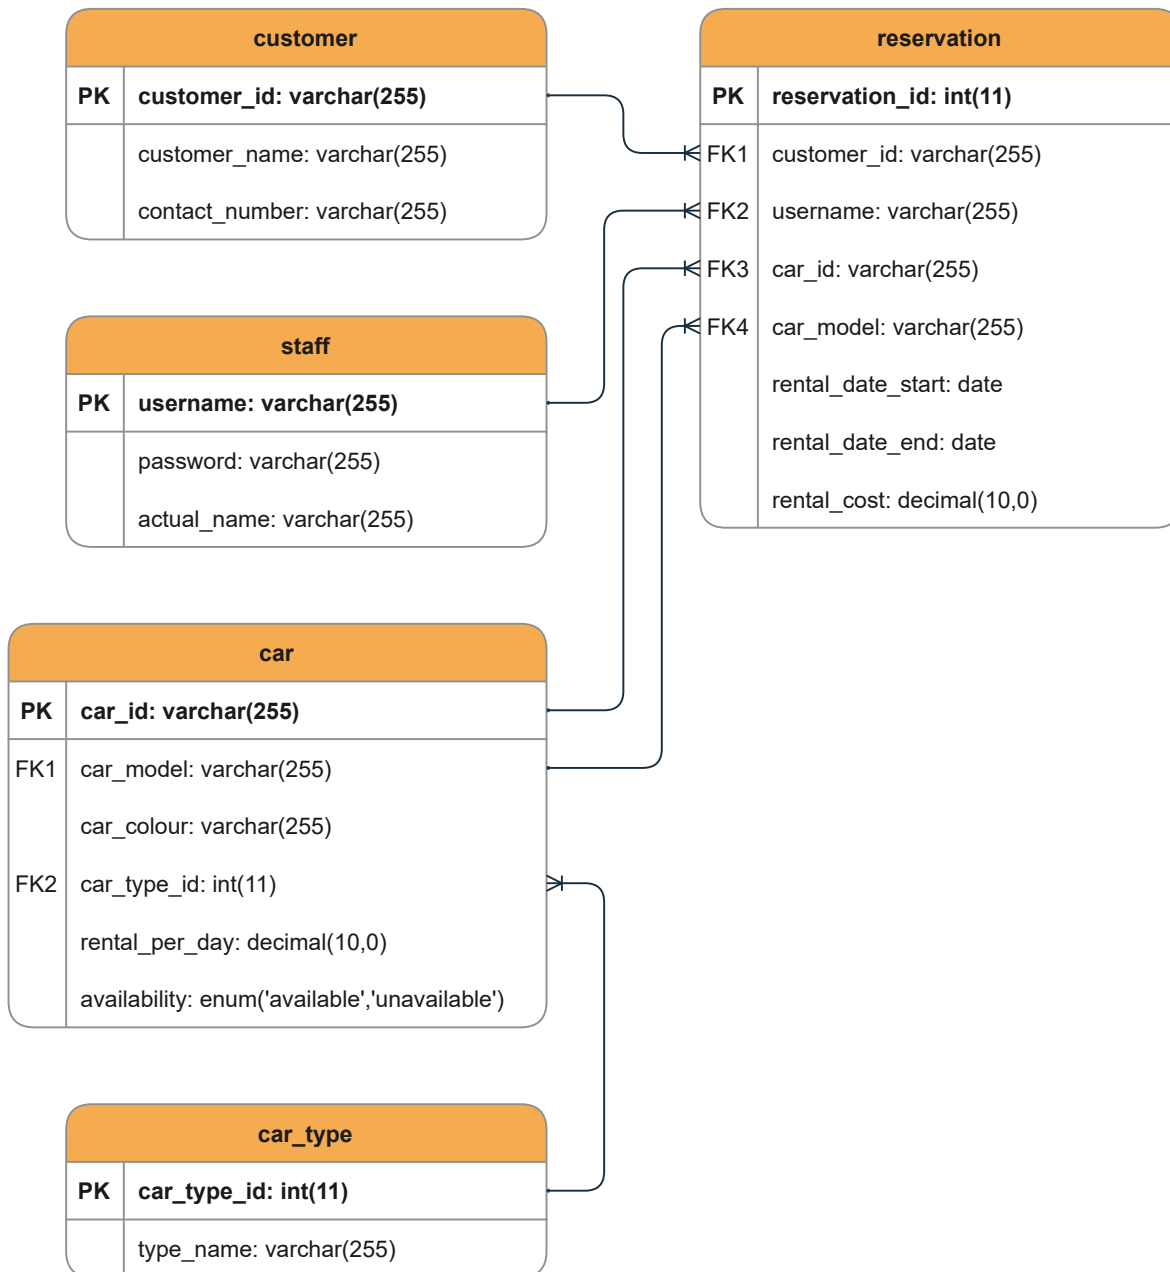 customer
PK customer_id: varchar(255)
customer_name: varchar(255)
contact_number: varchar(255)
staff
PK username: varchar(255)
password: varchar(255)
actual_name: varchar(255)
car
PK car_id: varchar(255)
FK1 car_model: varchar(255)
car_colour: varchar(255)
FK2 car_type_id: int(11)
rental_per_day: decimal(10,0)
availability: enum('available','unavailable')
car_type
PK car_type_id: int(11)
type_name: varchar(255)
reservation
PK reservation_id: int(11)
FK1 customer_id: varchar(255)
FK2 username: varchar(255)
FK3 car_id: varchar(255)
FK4 car_model: varchar(255)
rental_date_start: date
rental_date_end: date
rental_cost: decimal(10,0)